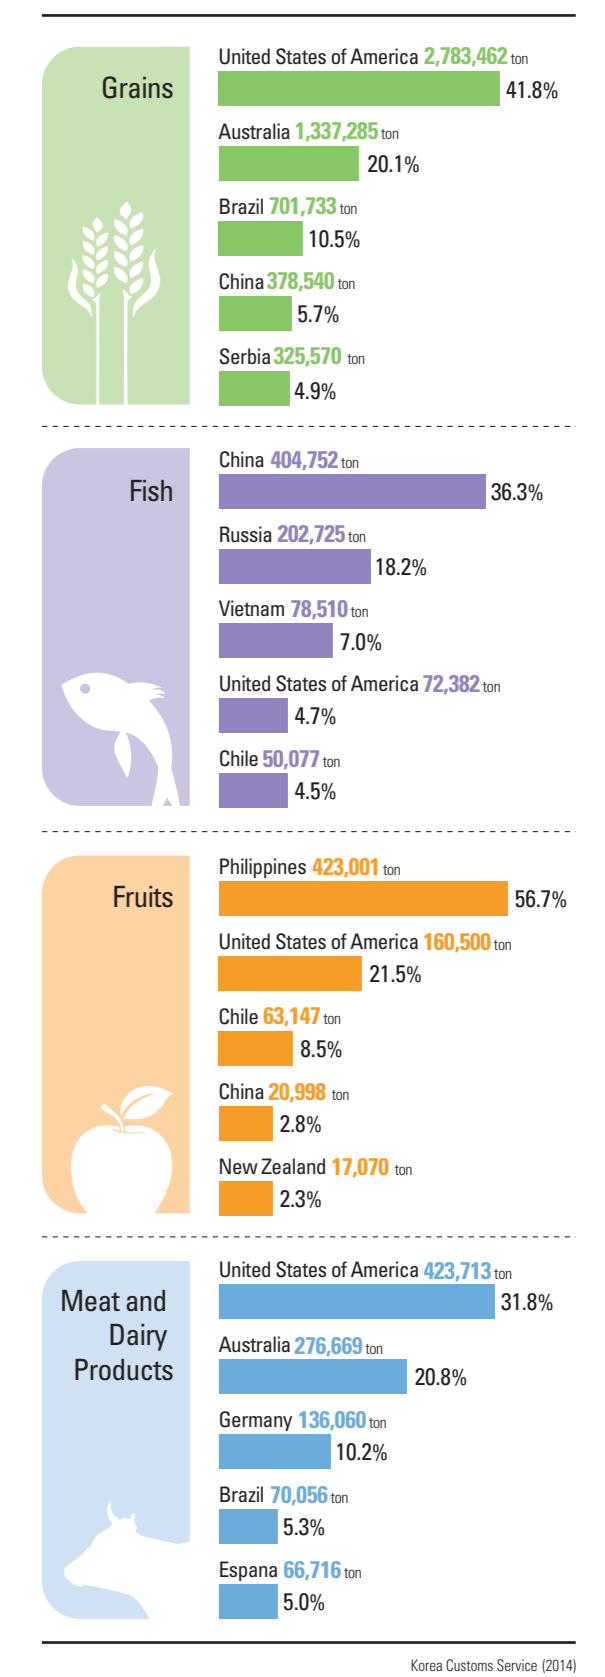 Grains
United States of America 2,783,462 ton
41.8%
Australia 1,337,285 ton
20.1%
Brazil 701,733 ton
10.5%
China 378,540 ton
5.7%
Serbia 325,570 ton
4.9%
Fish
China 404,752 ton
36.3%
Russia 202,725 ton
18.2%
Vietnam 78,510 ton
7.0%
United States of America 72,382 ton
4.7%
Chile 50,077 ton
4.5%
Fruits
Philippines 423,001 ton
56.7%
United States of America 160,500 ton
21.5%
Chile 63,147 ton
8.5%
China 20,998 ton
2.8%
New Zealand 17,070 ton
2.3%
Meat and
Dairy
Products
United States of America 423,713 ton
31.8%
Australia 276,669 ton
20.8%
Germany 136,060 ton
10.2%
Brazil 70,056 ton
5.3%
Espana 66,716 ton
5.0%
Korea Customs Service (2014)